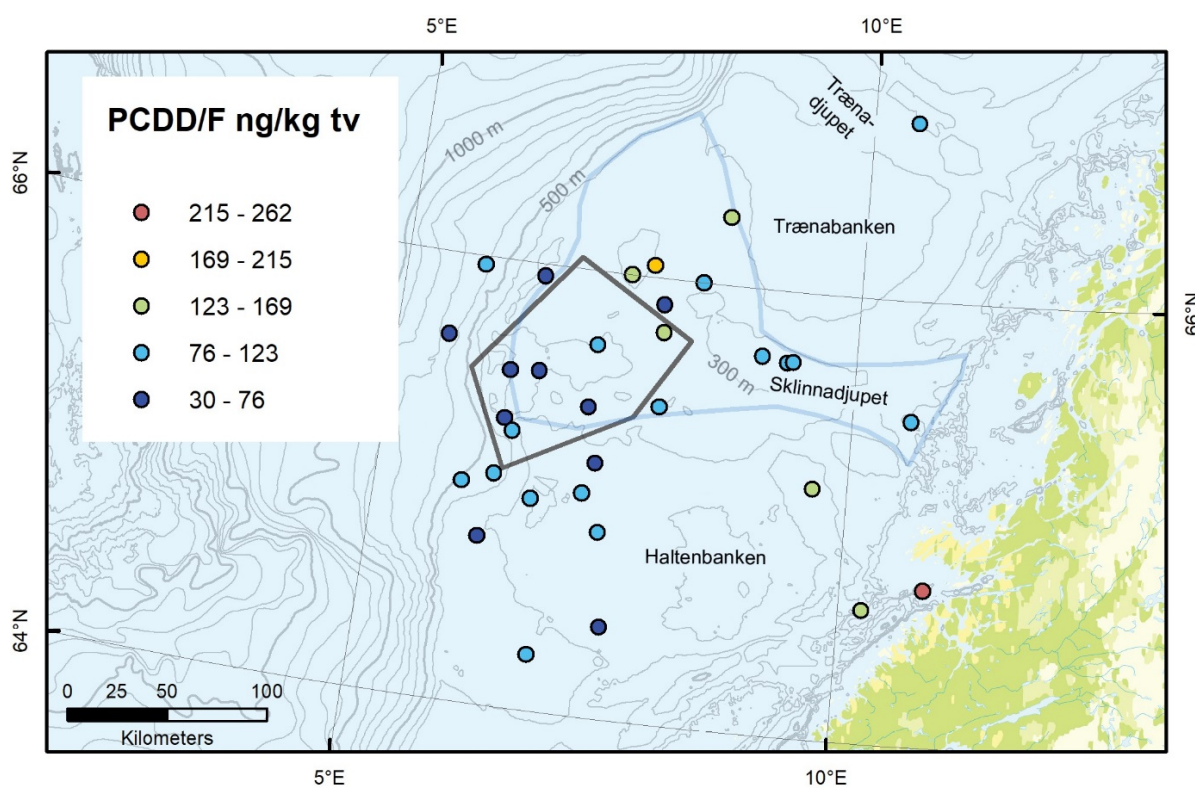 5°E
10°E
PCDD/F ng/kg tv
215 - 262
169 - 215
123 - 169
76 - 123
30 - 76
1000 m
500 m
Træna-
djupet
66°N
Trænabanken
66°N
300 m
Sklinnadjupet
Haltenbanken
64°N
0 25 50 100
Kilometers
5°E
10°E